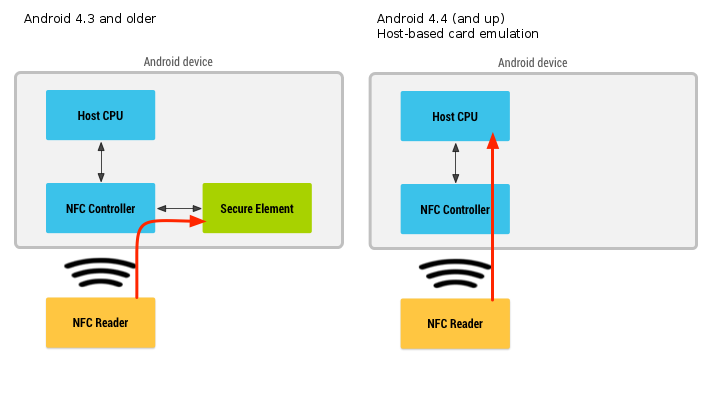 Android 4.3 and older
Android device
Host CPU
NFC Controller
Secure Element
NFC Reader
Android 4.4 (and up)
Host-based card emulation
Android device
Host CPU
NFC Controller
NFC Reader